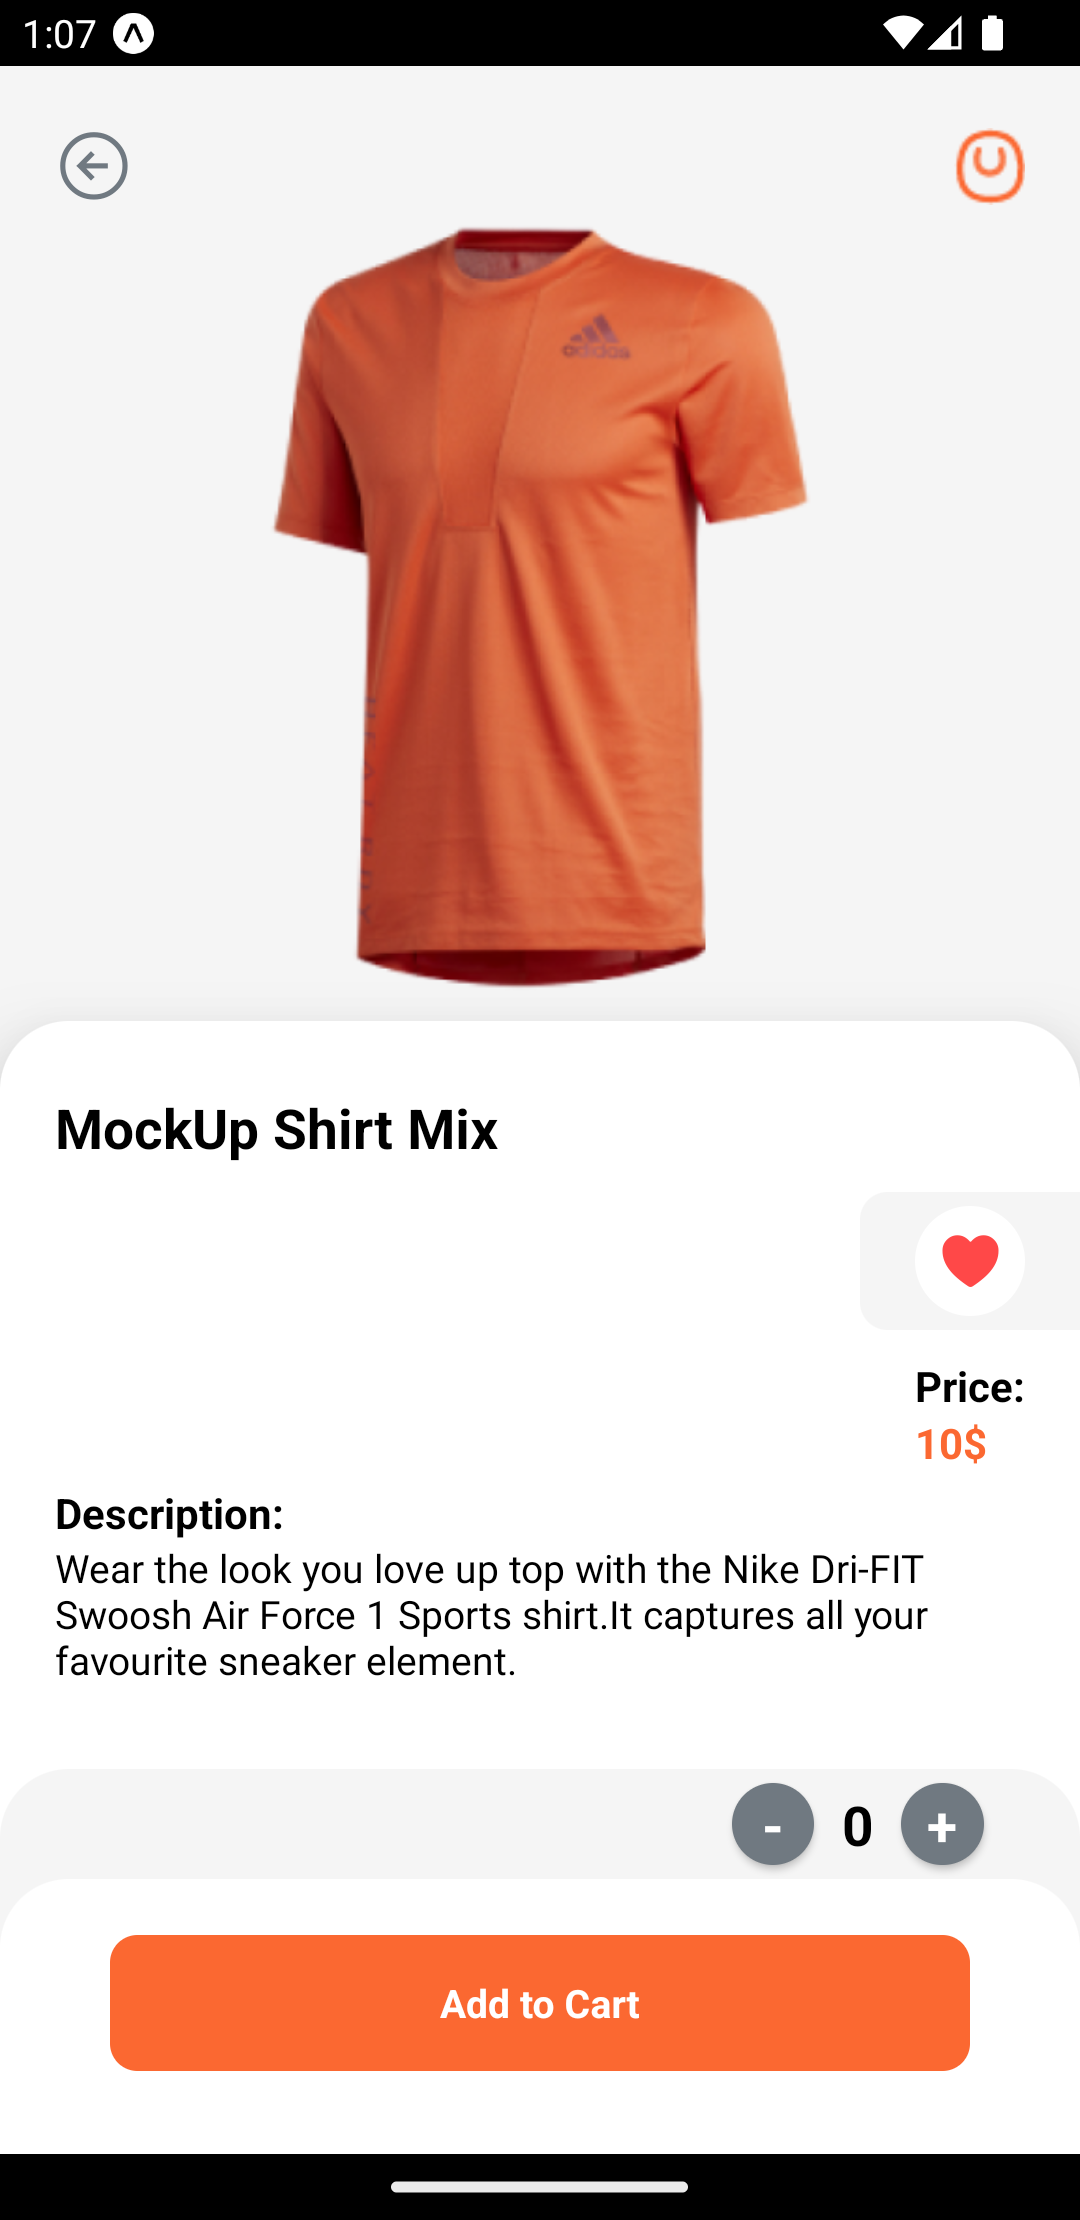 1:07
adidas
MockUp Shirt Mix
Price:
10$
Description:
Wear the look you love up top with the Nike Dri-FIT
Swoosh Air Force 1 Sports shirt.It captures all your
favourite sneaker element.
- 0 +
Add to Cart